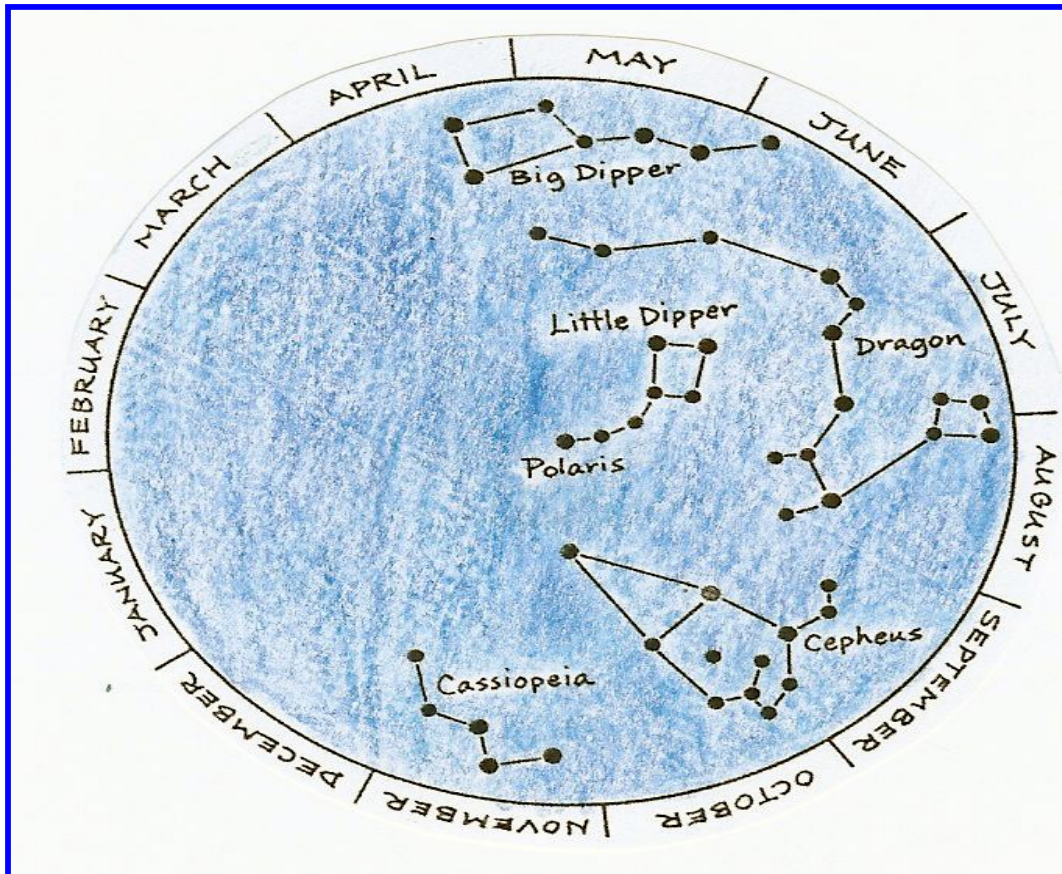 JANUARY
FEBRUARY
MARCH
APRIL
MAY
JUNE
JULY
AUGUST
SEPTEMBER
OCTOBER
NOVEMBER
DECEMBER
Big Dipper
Little Dipper
Dragon
Polaris
Cepheus
Cassiopeia